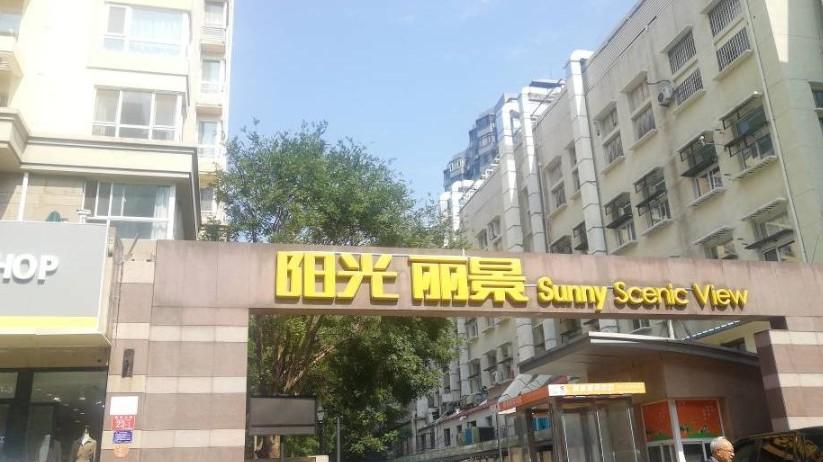 阳光 丽景 Sunny Scenic View
HOP